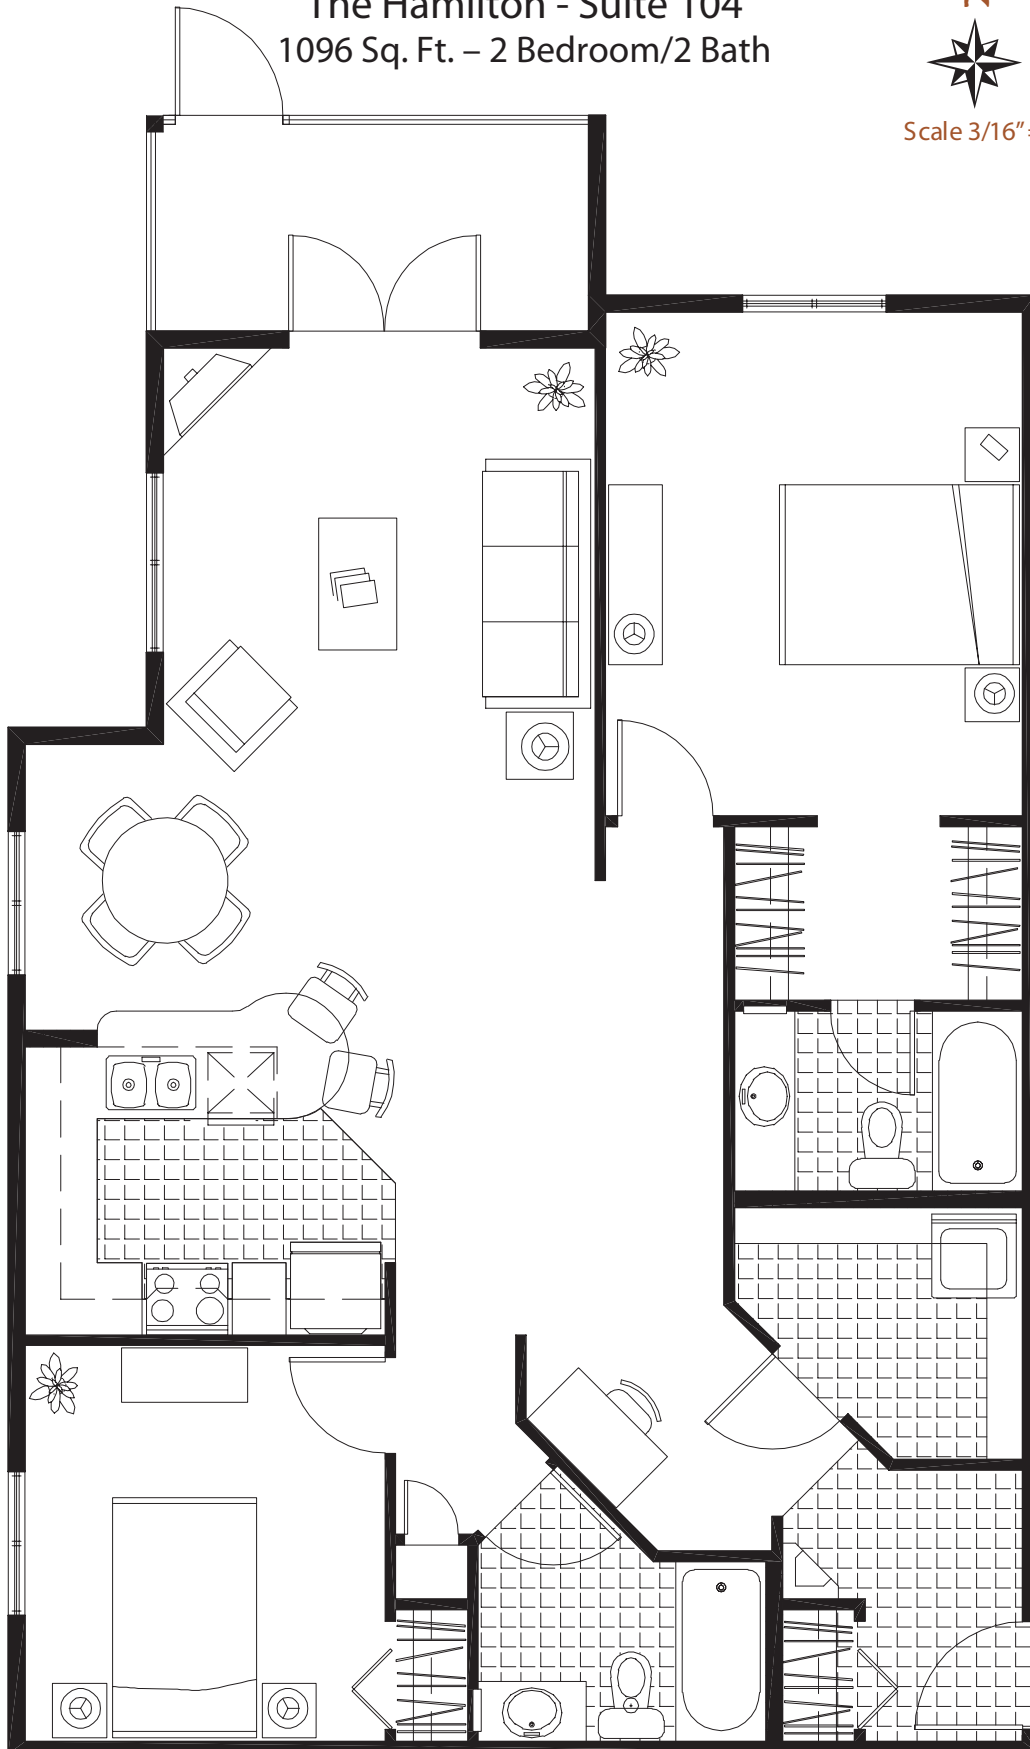 The Hamilton - Suite 104
1096 Sq. Ft. – 2 Bedroom/2 Bath
Scale 3/16"